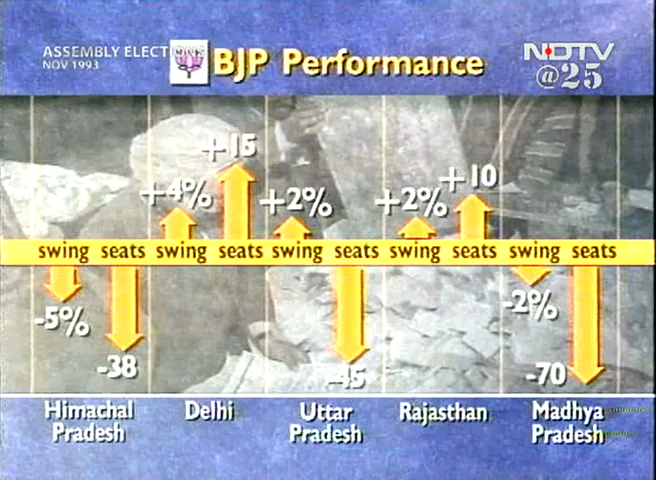 ASSEMBLY ELECTIONS
NOV 1993
BJP Performance
NDTV
@25
+15
+4%
+2%
+2%
+10
swing seats swing seats swing seats swing seats swing seats
-5%
-38
-45
-2%
-70
Himachal
Pradesh
Delhi
Uttar
Pradesh
Rajasthan
Madhya
Pradesh